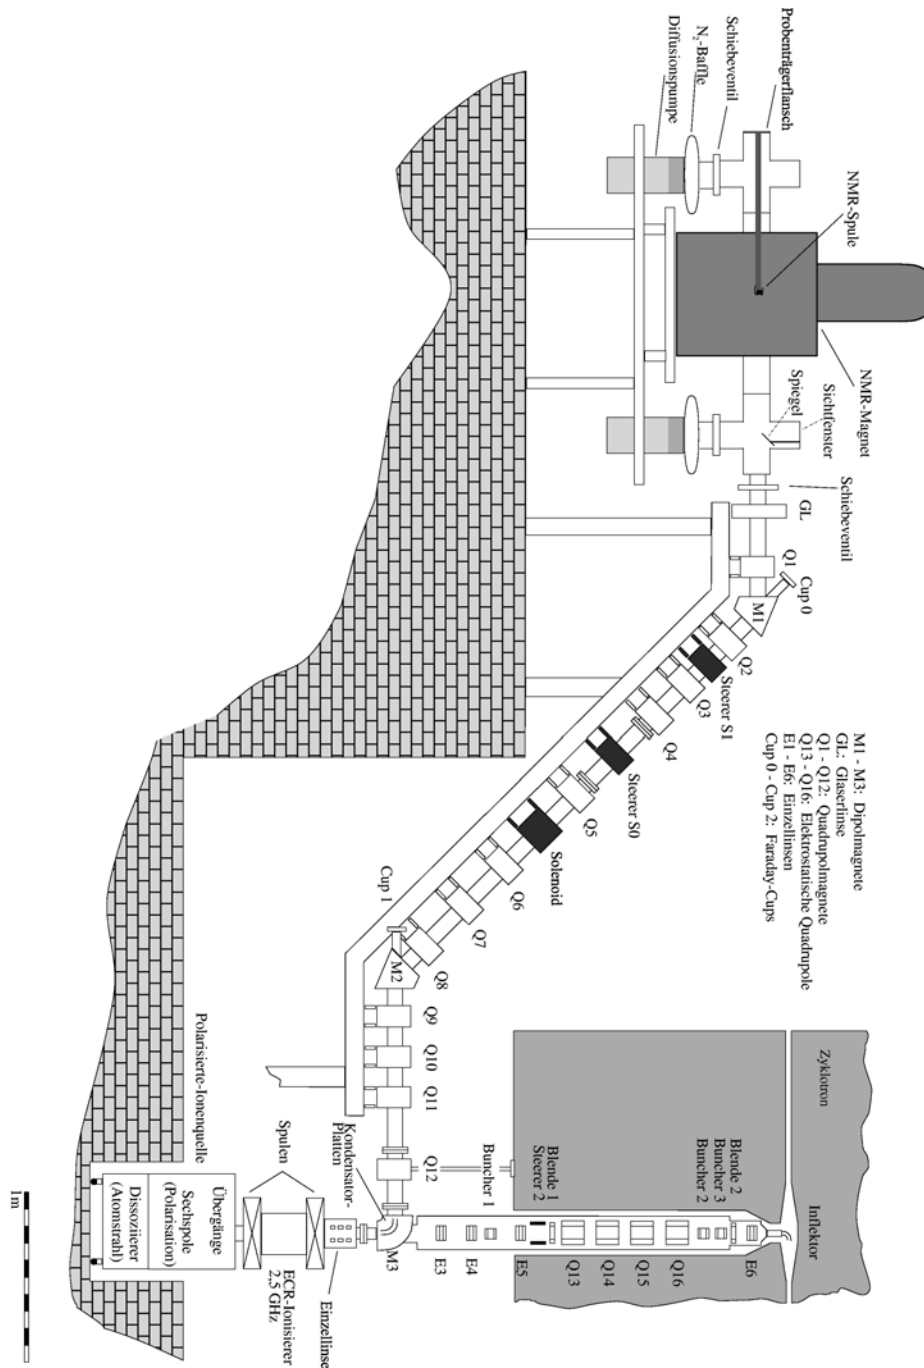 Probenträgerflansch
Schiebeventil
N₂-Baffle
Diffusionspumpe
NMR-Spule
NMR-Magnet
Sichtfenster
Spiegel
Schiebeventil
GL
Q1
Cup 0
M1
Q2
Steerer S1
Q3
Q4
Steerer S0
Q5
Solenoid
Q6
Q7
Cup 1
Q8
M2
Q9
Q10
Q11
Q12
M1 - M3: Dipolmagnete
GL: Glaserlinse
Q1 - Q12: Quadrupolmagnete
Q13 - Q16: Elektrostatische Quadrupole
E1 - E6: Einzellinsen
Cup 0 - Cup 2: Faraday-Cups
Zyklotron
Inflektor
Blende 2
Buncher 3
Buncher 2
Blende 1
Steerer 2
Buncher 1
E6
Q16
Q15
Q14
Q13
E5
E4
E3
M3
Kondensator-
Platten
Einzellinse
Spulen
ECR-Ionisierer
2,5 GHz
Polarisierte-Ionenquelle
Übergänge
Sechspole
(Polarisation)
Dissoziierer
(Atomstrahl)
1m